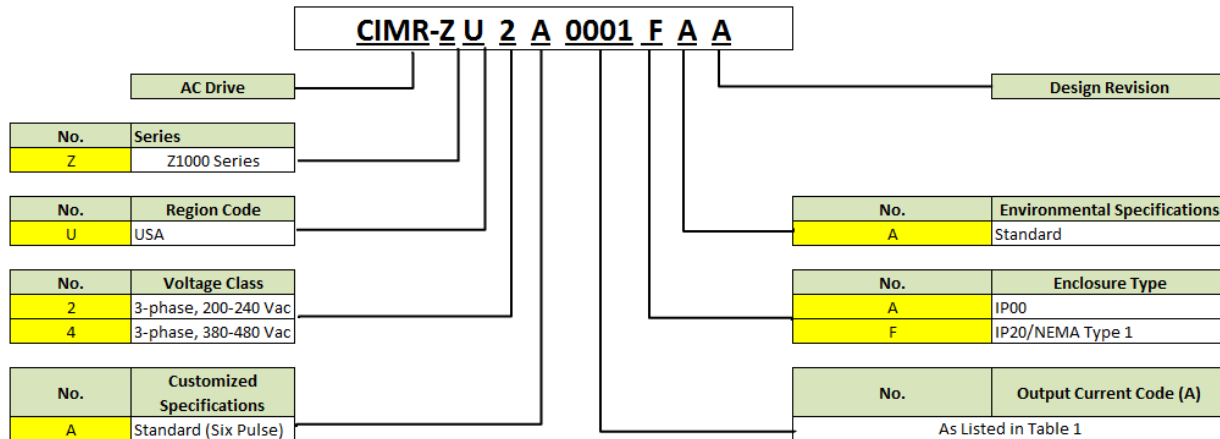 CIMR-Z U 2 A 0001 F A A
AC Drive
Design Revision
No. Series
Z Z1000 Series
No. Region Code
U USA
No. Environmental Specifications
A Standard
No. Voltage Class
2 3-phase, 200-240 Vac
4 3-phase, 380-480 Vac
No. Enclosure Type
A IP00
F IP20/NEMA Type 1
No. Customized
Specifications
A Standard (Six Pulse)
No. Output Current Code (A)
As Listed in Table 1